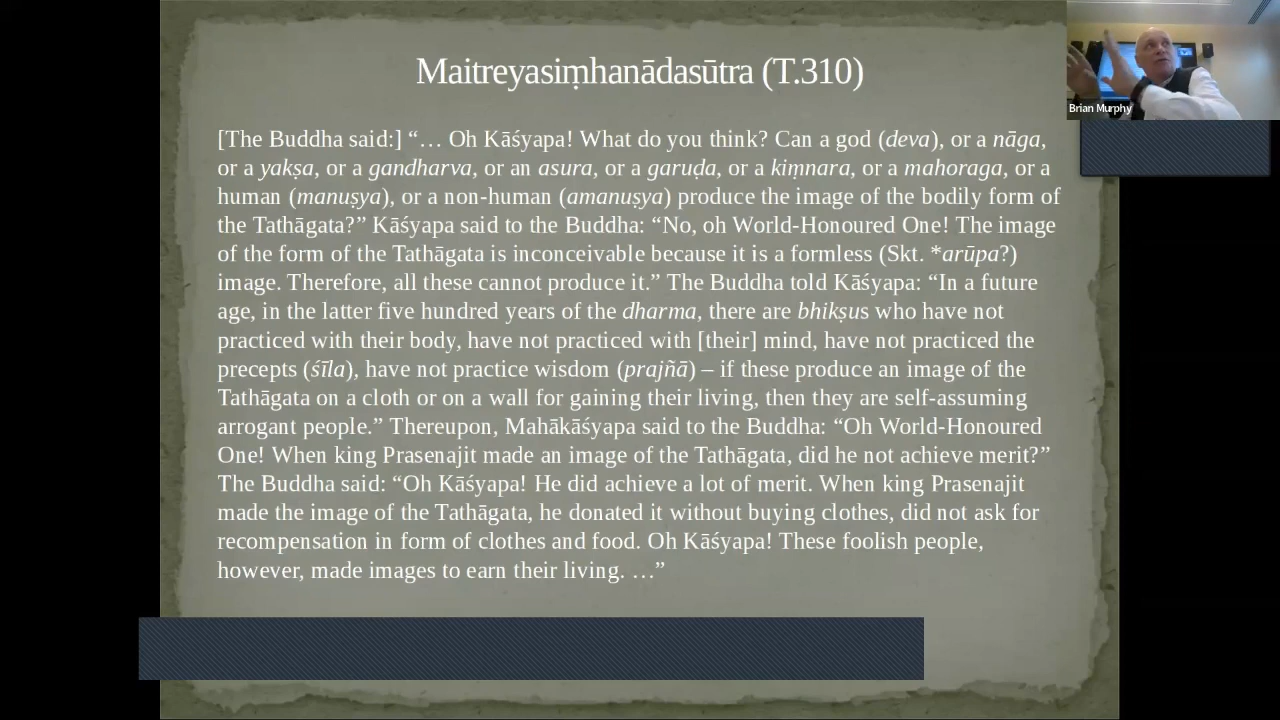 Maitreyasiṃhanādasūtra (T.310)
Brian Murphy
[The Buddha said:] “… Oh Kāśyapa! What do you think? Can a god (deva), or a nāga,
or a yakṣa, or a gandharva, or an asura, or a garuḍa, or a kiṃnara, or a mahoraga, or a
human (manuṣya), or a non-human (amanuṣya) produce the image of the bodily form of
the Tathāgata?” Kāśyapa said to the Buddha: “No, oh World-Honoured One! The image
of the form of the Tathāgata is inconceivable because it is a formless (Skt. *arūpa?)
image. Therefore, all these cannot produce it.” The Buddha told Kāśyapa: “In a future
age, in the latter five hundred years of the dharma, there are bhikṣus who have not
practiced with their body, have not practiced with [their] mind, have not practiced the
precepts (śīla), have not practice wisdom (prajñā) – if these produce an image of the
Tathāgata on a cloth or on a wall for gaining their living, then they are self-assuming
arrogant people.” Thereupon, Mahākāśyapa said to the Buddha: “Oh World-Honoured
One! When king Prasenajit made an image of the Tathāgata, did he not achieve merit?”
The Buddha said: “Oh Kāśyapa! He did achieve a lot of merit. When king Prasenajit
made the image of the Tathāgata, he donated it without buying clothes, did not ask for
recompensation in form of clothes and food. Oh Kāśyapa! These foolish people,
however, made images to earn their living. …”